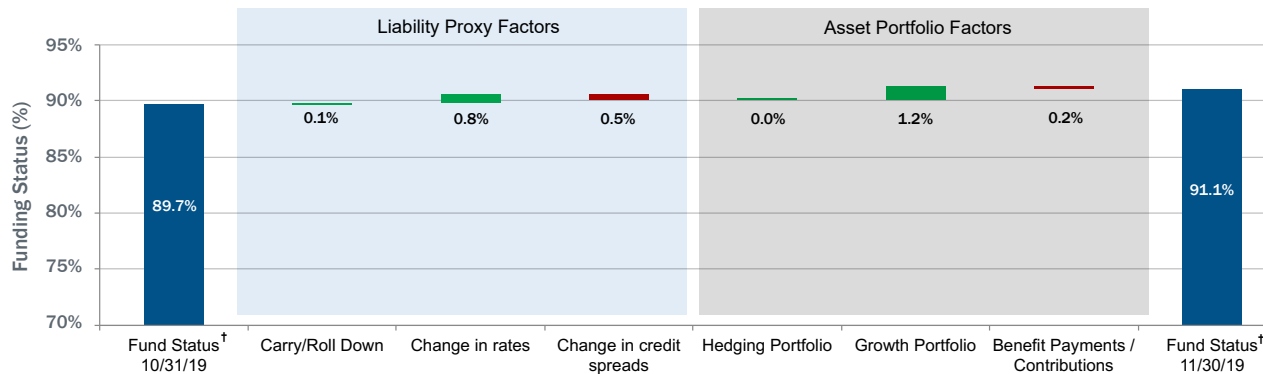 Liability Proxy Factors
Asset Portfolio Factors
Funding Status (%)
95%
90%
85%
80%
75%
70%
89.7%
0.1%
0.8%
0.5%
0.0%
1.2%
0.2%
91.1%
Fund Status†
10/31/19
Carry/Roll Down
Change in rates
Change in credit
spreads
Hedging Portfolio
Growth Portfolio
Benefit Payments /
Contributions
Fund Status†
11/30/19